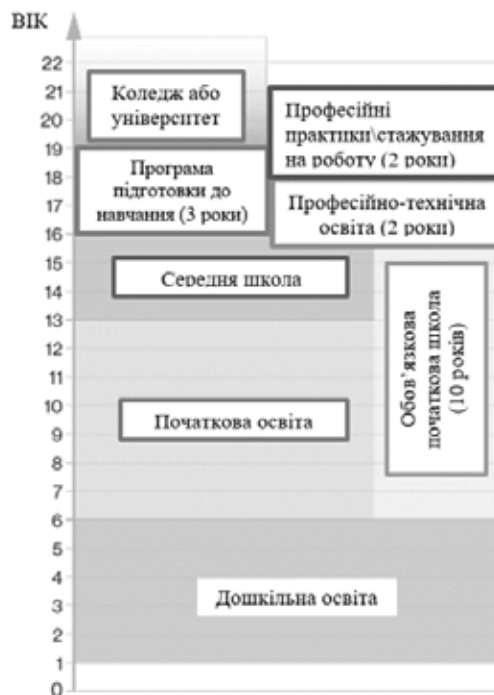 ВІК
22
21
20
19
18
17
16
15
14
13
12
11
10
9
8
7
6
5
4
3
2
1
0
Коледж або
університет
Професійні
практики\стажування
на роботу (2 роки)
Програма
підготовки до
навчання (3 роки)
Професійно-технічна
освіта (2 роки)
Середня школа
Обов’язкова
початкова школа
(10 років)
Початкова освіта
Дошкільна освіта